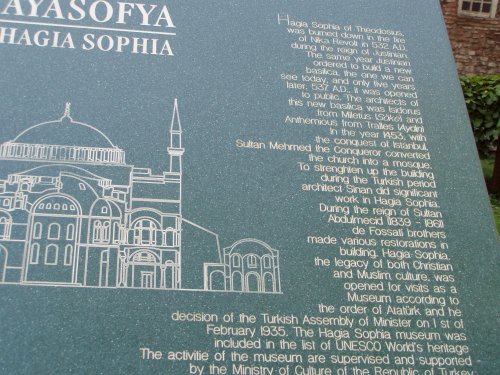 AYASOFYA
HAGIA SOPHIA
Hagia Sophia of Theodosius,
was burned down in the fire
of Nika Revolt in 532 A.D.
during the reign of Justinian.
The same year Justinian
ordered to build a new
basilica, the one we can
see today, and only five years
later, 537 A.D., it was opened
to public. The architects of
this new basilica was Isidorus
from Miletus (Söke) and
Anthemious from Tralles (Aydın)
In the year 1453, with
the conquest of Istanbul,
Sultan Mehmed the Conqueror converted
the church into a mosque.
To strenghten up the building
during the Turkish period
architect Sinan did significant
work in Hagia Sophia.
During the reign of Sultan
Abdulmecid (1839 - 1861)
de Fossati brothers
made various restorations in
building. Hagia Sophia,
the legacy of both Christian
and Muslim culture, was
opened for visits as a
Museum according to
the order of Atatürk and he
decision of the Turkish Assembly of Minister on 1 st of
February 1935. The Hagia Sophia museum was
included in the list of UNESCO World's heritage
The activitie of the museum are supervised and supported
by the Ministry of Culture of the Republic of Turkey